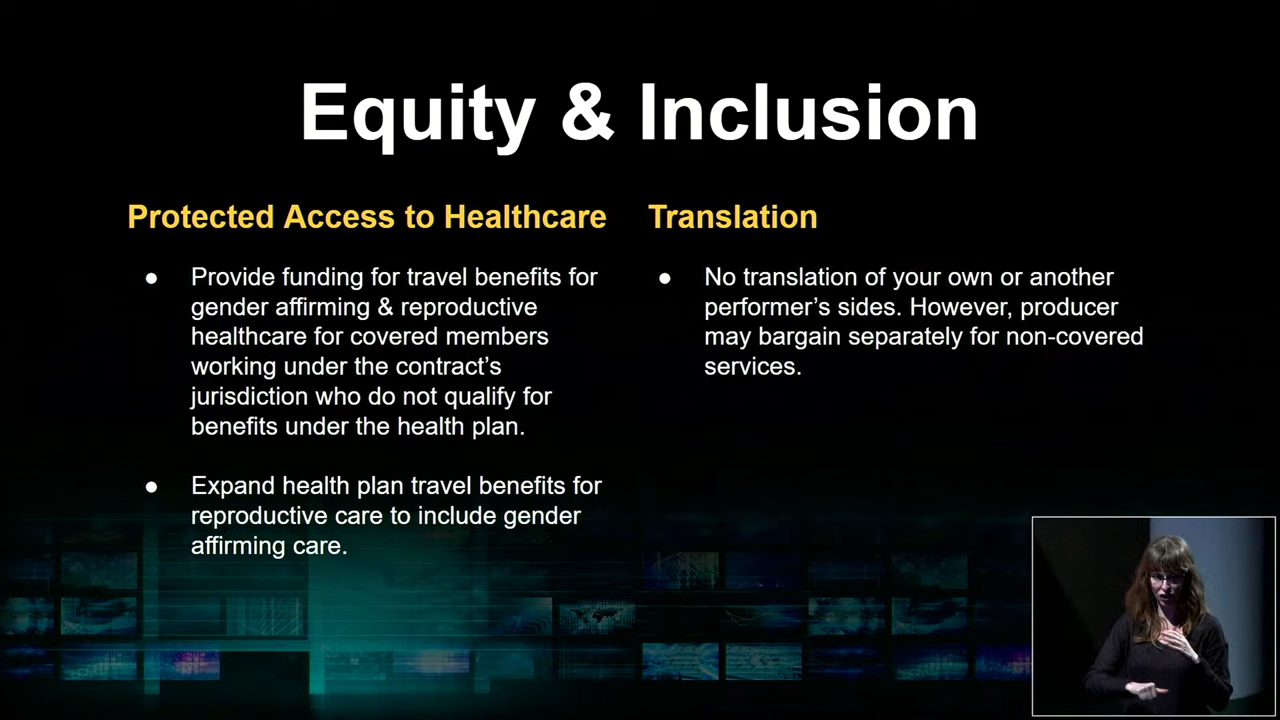 Equity & Inclusion
Protected Access to Healthcare
● Provide funding for travel benefits for
gender affirming & reproductive
healthcare for covered members
working under the contract’s
jurisdiction who do not qualify for
benefits under the health plan.
● Expand health plan travel benefits for
reproductive care to include gender
affirming care.
Translation
● No translation of your own or another
performer’s sides. However, producer
may bargain separately for non-covered
services.